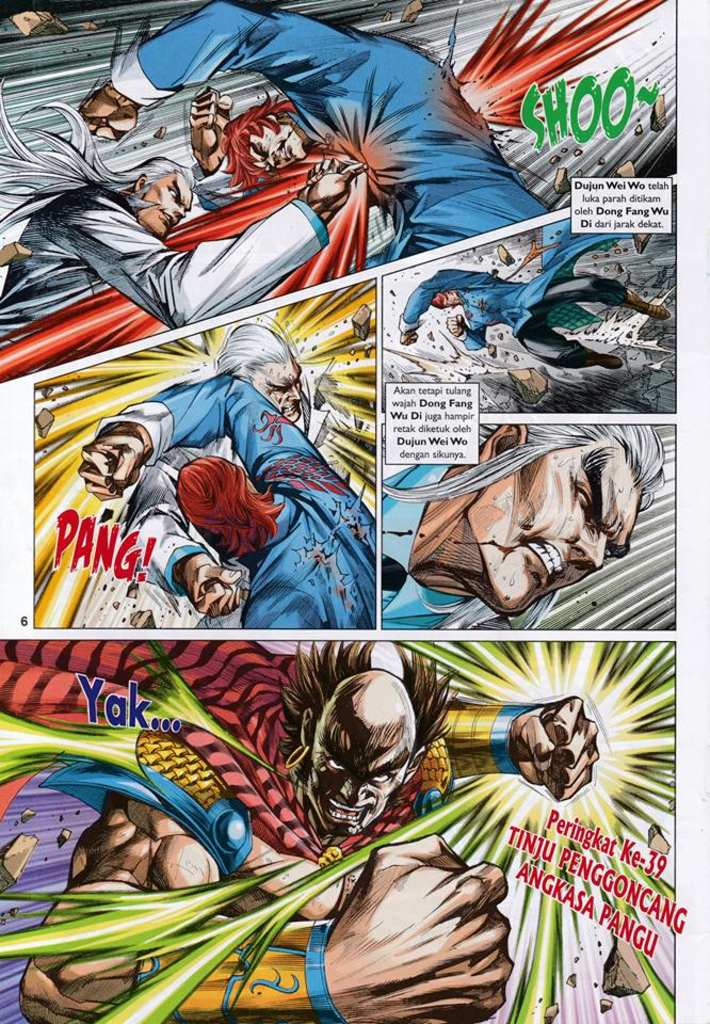 SHOO~
Dujun Wei Wo telah
luka parah ditikam
oleh Dong Fang Wu
Di dari jarak dekat.
Akan tetapi tulang
wajah Dong Fang
Wu Di juga hampir
retak diketuk oleh
Dujun Wei Wo
dengan sikunya.
PANG!
6
Yak...
Peringkat Ke-39
TINJU PENGGONCANG
ANGKASA PANGU